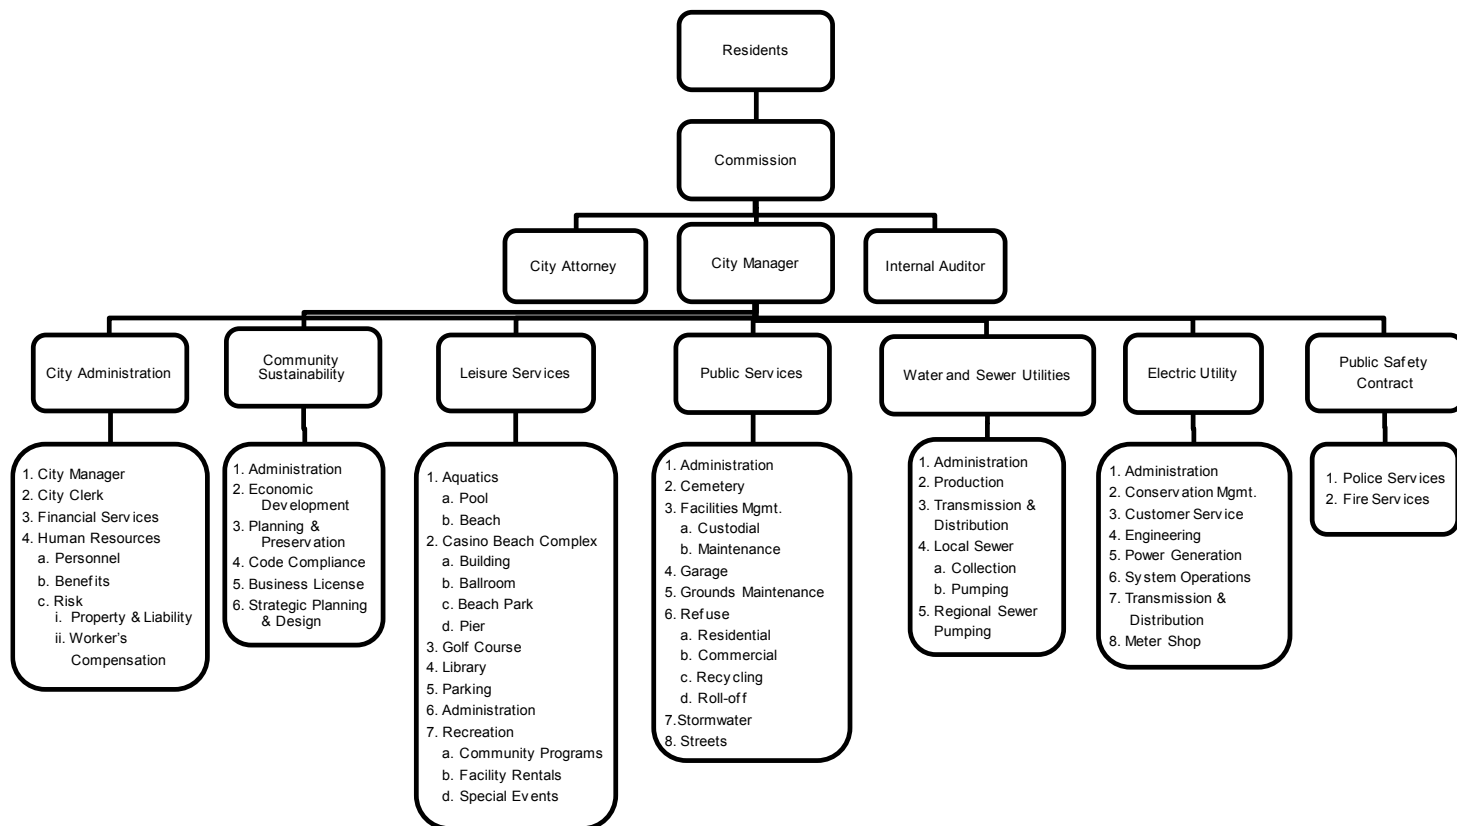 Residents
Commission
City Attorney
City Manager
Internal Auditor
City Administration
Community
Sustainability
Leisure Services
Public Services
Water and Sewer Utilities
Electric Utility
Public Safety
Contract
1. City Manager
2. City Clerk
3. Financial Services
4. Human Resources
a. Personnel
b. Benefits
c. Risk
i. Property & Liability
ii. Worker's
Compensation
1. Administration
2. Economic
Development
3. Planning &
Preservation
4. Code Compliance
5. Business License
6. Strategic Planning
& Design
1. Aquatics
a. Pool
b. Beach
2. Casino Beach Complex
a. Building
b. Ballroom
c. Beach Park
d. Pier
3. Golf Course
4. Library
5. Parking
6. Administration
7. Recreation
a. Community Programs
b. Facility Rentals
d. Special Events
1. Administration
2. Cemetery
3. Facilities Mgmt.
a. Custodial
b. Maintenance
4. Garage
5. Grounds Maintenance
6. Refuse
a. Residential
b. Commercial
c. Recycling
d. Roll-off
7.Stormwater
8. Streets
1. Administration
2. Production
3. Transmission &
Distribution
4. Local Sewer
a. Collection
b. Pumping
5. Regional Sewer
Pumping
1. Administration
2. Conservation Mgmt.
3. Customer Service
4. Engineering
5. Power Generation
6. System Operations
7. Transmission &
Distribution
8. Meter Shop
1. Police Services
2. Fire Services